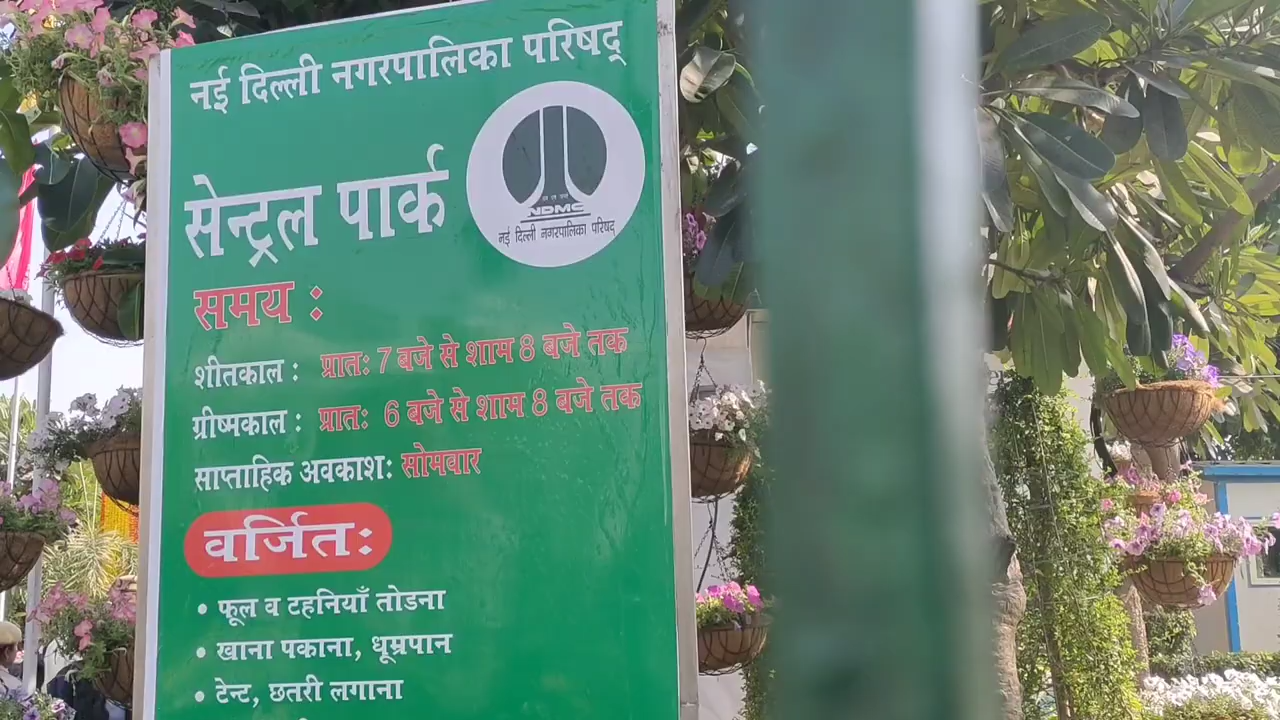 नई दिल्ली नगरपालिका परिषद्
सेन्ट्रल पार्क
NDMC
नई दिल्ली नगरपालिका परिषद्
समय :
शीतकाल : प्रातः 7 बजे से शाम 8 बजे तक
ग्रीष्मकाल : प्रातः 6 बजे से शाम 8 बजे तक
साप्ताहिक अवकाशः सोमवार
वर्जितः
• फूल व टहनियाँ तोडना
• खाना पकाना, धूम्रपान
• टेन्ट, छतरी लगाना